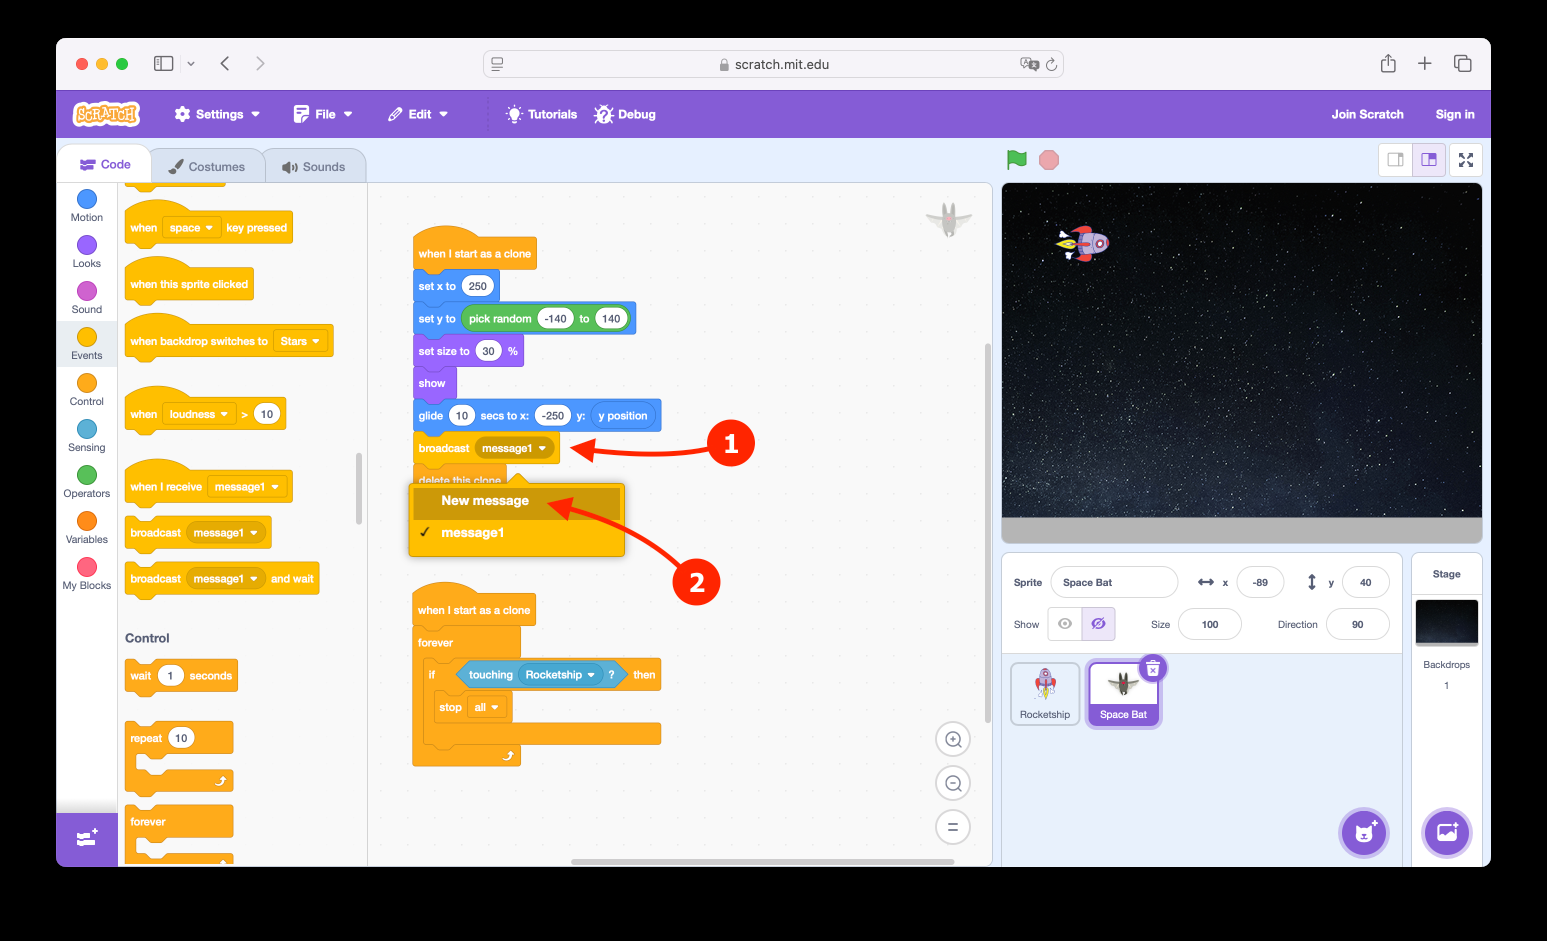 scratch.mit.edu
SCRATCH
Settings
File
Edit
Tutorials
Debug
Join Scratch
Sign in
Code
Costumes
Sounds
Motion
Looks
Sound
Events
Control
Sensing
Operators
Variables
My Blocks
when space key pressed
when this sprite clicked
when backdrop switches to Stars
when loudness > 10
when I receive message1
broadcast message1
broadcast message1 and wait
Control
wait 1 seconds
repeat 10
forever
when I start as a clone
set x to 250
set y to pick random -140 to 140
set size to 30 %
show
glide 10 secs to x: -250 y: y position
broadcast message1
delete this clone
New message
✓ message1
1
2
when I start as a clone
forever
if touching Rocketship ? then
stop all
Sprite Space Bat x -89 y 40
Show Size 100 Direction 90
Rocketship
Space Bat
Stage
Backdrops
1